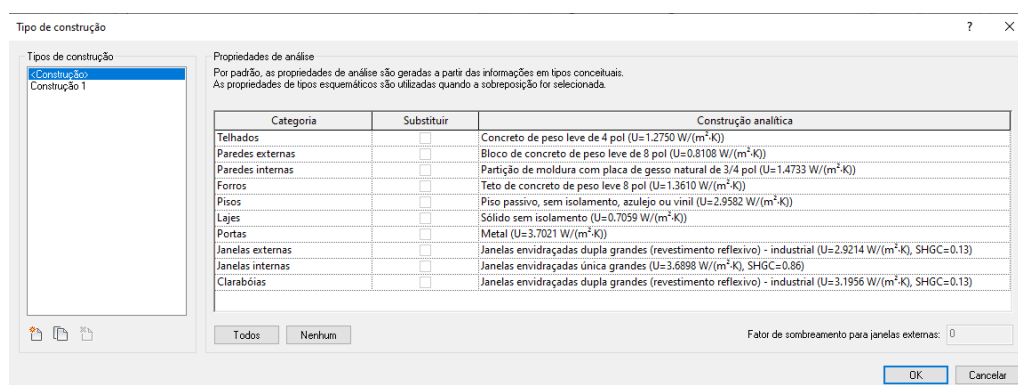 Tipo de construção ? ×
Tipos de construção
<Construção>
Construção 1
Propriedades de análise
Por padrão, as propriedades de análise são geradas a partir das informações em tipos conceituais.
As propriedades de tipos esquemáticos são utilizadas quando a sobreposição for selecionada.
Categoria Substituir Construção analítica
Telhados Concreto de peso leve de 4 pol (U=1.2750 W/(m²·K))
Paredes externas Bloco de concreto de peso leve de 8 pol (U=0.8108 W/(m²·K))
Paredes internas Partição de moldura com placa de gesso natural de 3/4 pol (U=1.4733 W/(m²·K))
Forros Teto de concreto de peso leve 8 pol (U=1.3610 W/(m²·K))
Pisos Piso passivo, sem isolamento, azulejo ou vinil (U=2.9582 W/(m²·K))
Lajes Sólido sem isolamento (U=0.7059 W/(m²·K))
Portas Metal (U=3.7021 W/(m²·K))
Janelas externas Janelas envidraçadas dupla grandes (revestimento reflexivo) - industrial (U=2.9214 W/(m²·K), SHGC=0.13)
Janelas internas Janelas envidraçadas única grandes (U=3.6898 W/(m²·K), SHGC=0.86)
Clarabóias Janelas envidraçadas dupla grandes (revestimento reflexivo) - industrial (U=3.1956 W/(m²·K), SHGC=0.13)
Todos Nenhum Fator de sombreamento para janelas externas: 0
OK Cancelar